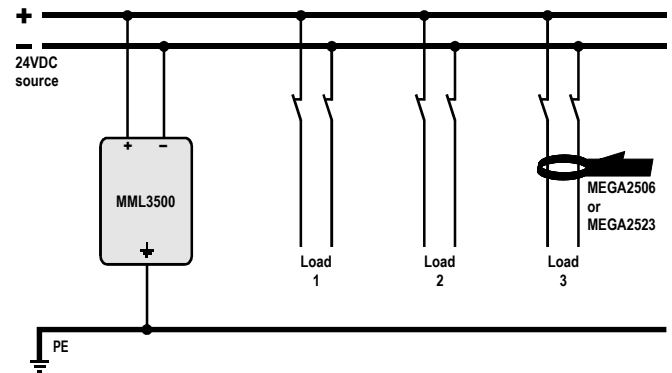 +
−
24VDC
source
+ −
MML3500
MEGA2506
or
MEGA2523
Load
1
Load
2
Load
3
PE